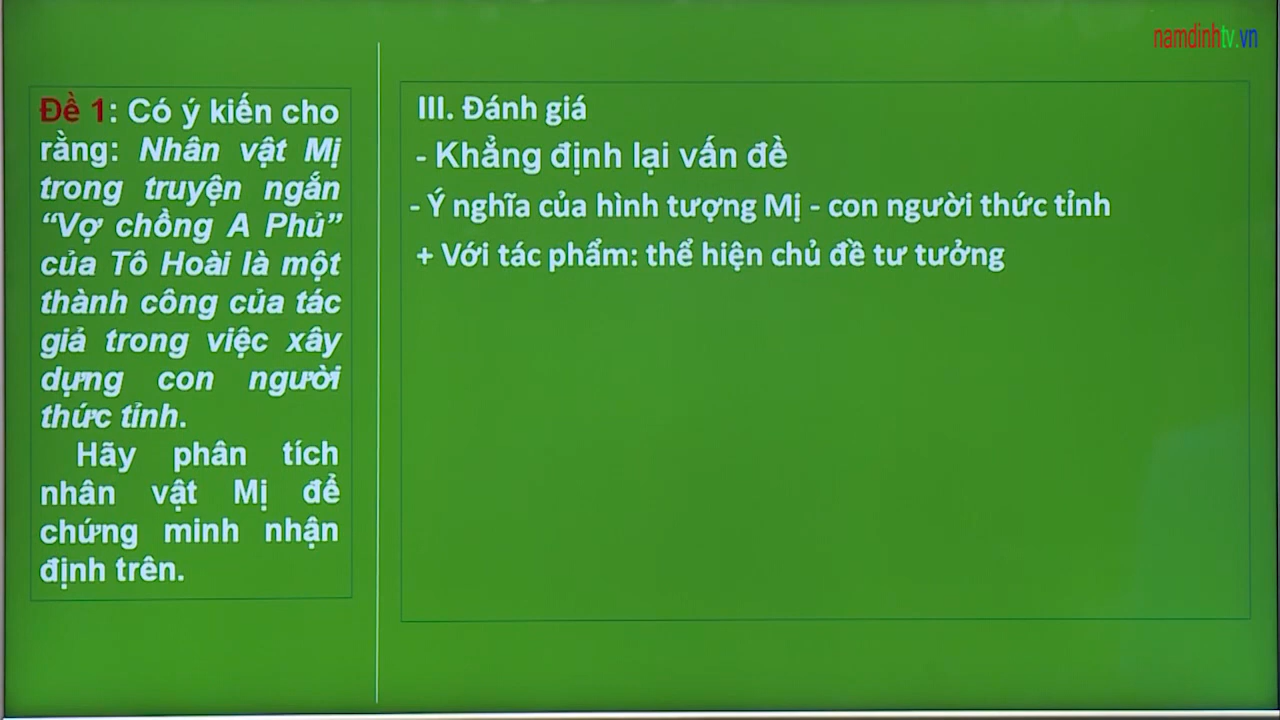 namdinhtv.vn
Đề 1: Có ý kiến cho
rằng: Nhân vật Mị
trong truyện ngắn
“Vợ chồng A Phủ”
của Tô Hoài là một
thành công của tác
giả trong việc xây
dựng con người
thức tỉnh.
Hãy phân tích
nhân vật Mị để
chứng minh nhận
định trên.
III. Đánh giá
- Khẳng định lại vấn đề
- Ý nghĩa của hình tượng Mị - con người thức tỉnh
+ Với tác phẩm: thể hiện chủ đề tư tưởng